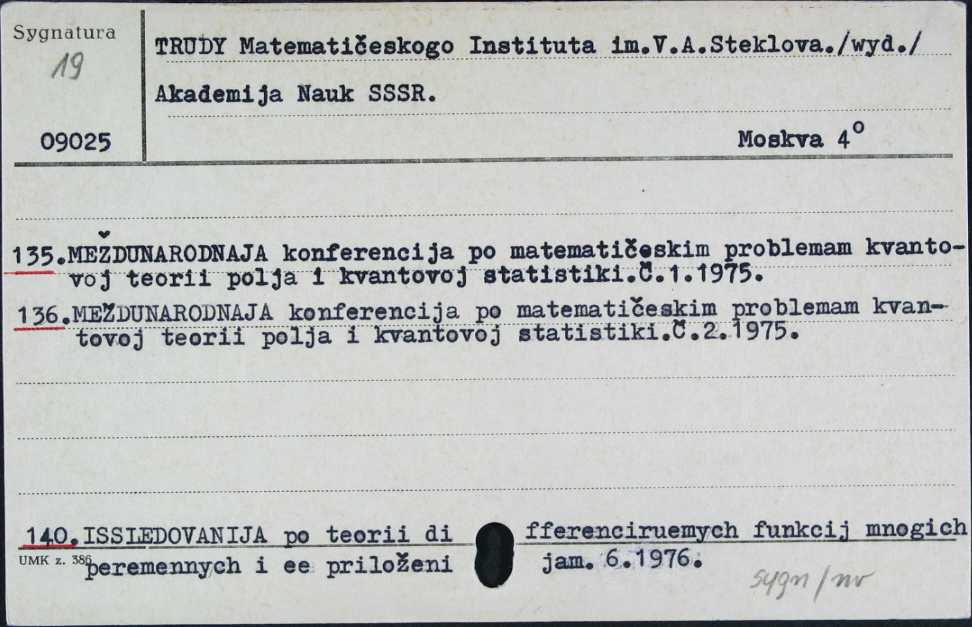 Sygnatura
19
TRUDY Matematičeskogo Instituta im.V.A.Steklova./wyd./
Akademija Nauk SSSR.
09025
Moskva 4°
135.MEŽDUNARODNAJA konferencija po matematičeskim problemam kvanto-
voj teorii polja i kvantovoj statistiki.Č.1.1975.
136.MEŽDUNARODNAJA konferencija po matematičeskim problemam kvan-
tovoj teorii polja i kvantovoj statistiki.Č.2.1975.
140.ISSLEDOVANIJA po teorii di fferenciruemych funkcij mnogich
UMK z. 386
peremennych i ee priloženi jam. 6.1976.
sygn/nv